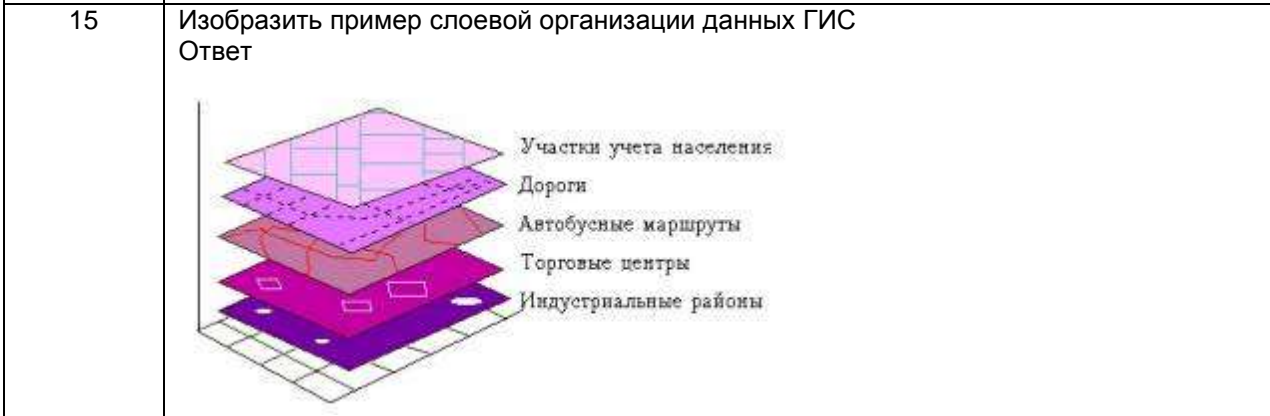 15
Изобразить пример слоевой организации данных ГИС
Ответ
Участки учета населения
Дороги
Автобусные маршруты
Торговые центры
Индустриальные районы